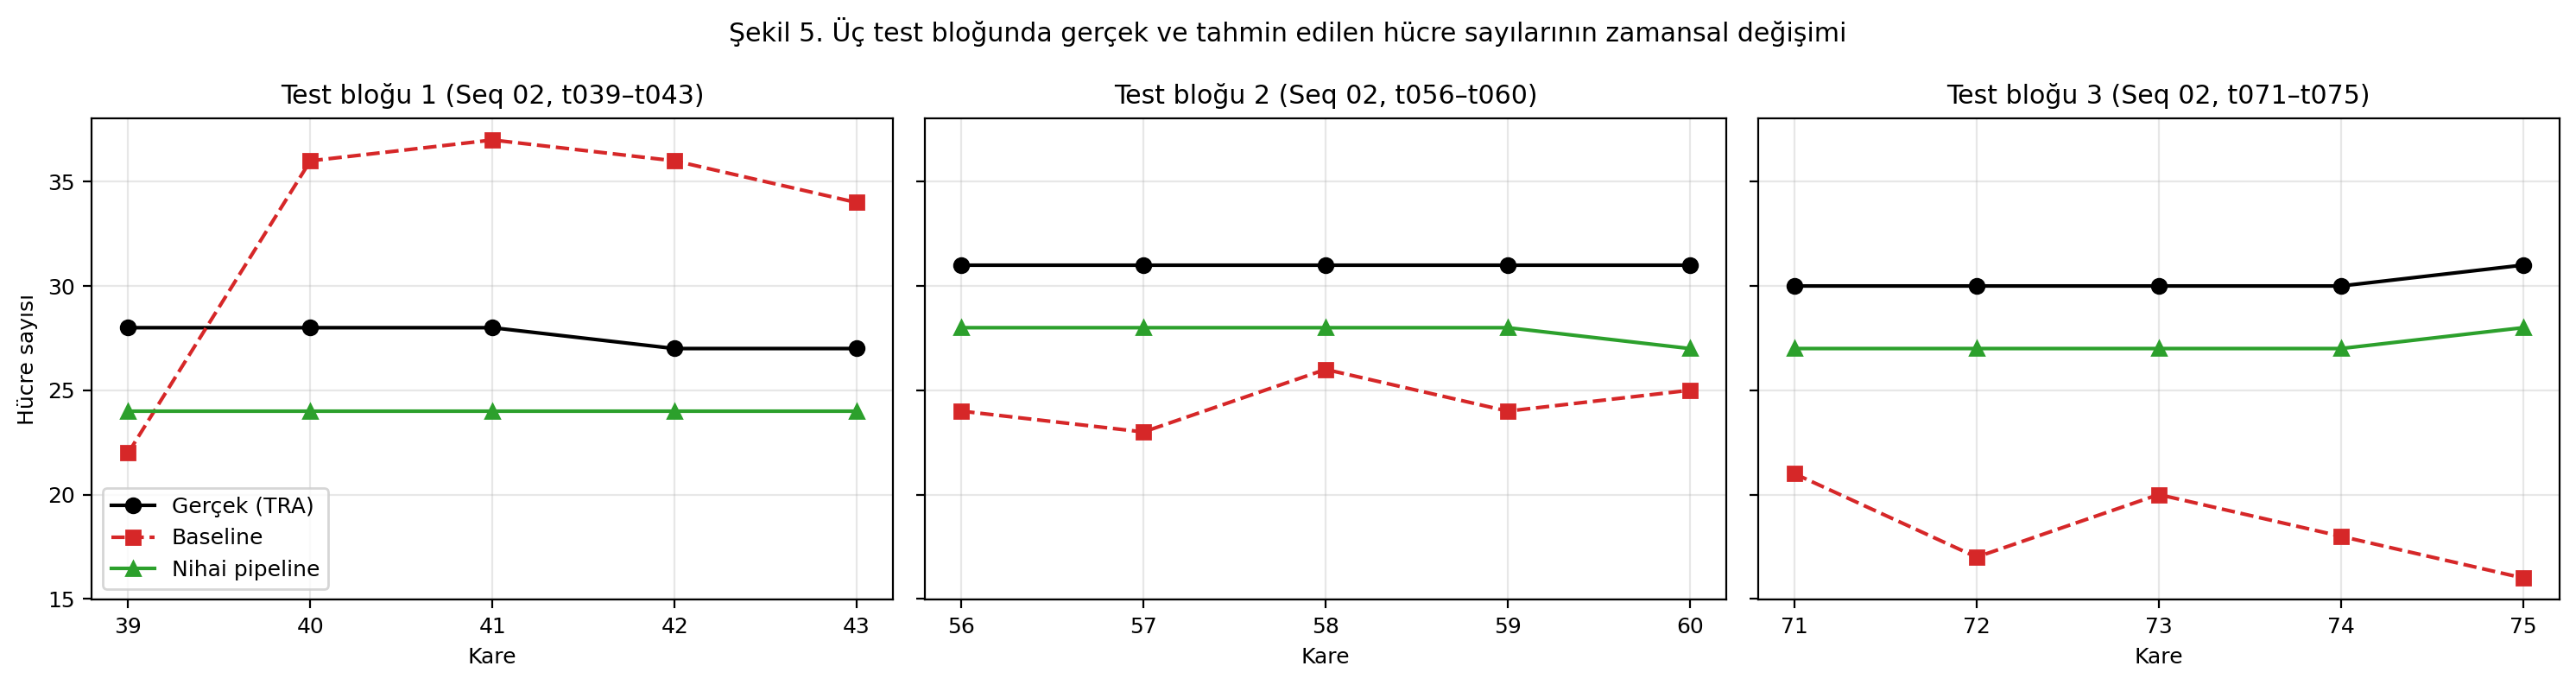 Şekil 5. Üç test bloğunda gerçek ve tahmin edilen hücre sayılarının zamansal değişimi
Test bloğu 1 (Seq 02, t039–t043)
Test bloğu 2 (Seq 02, t056–t060)
Test bloğu 3 (Seq 02, t071–t075)
Hücre sayısı
35
30
25
20
15
Gerçek (TRA)
Baseline
Nihai pipeline
39 40 41 42 43
56 57 58 59 60
71 72 73 74 75
Kare
Kare
Kare